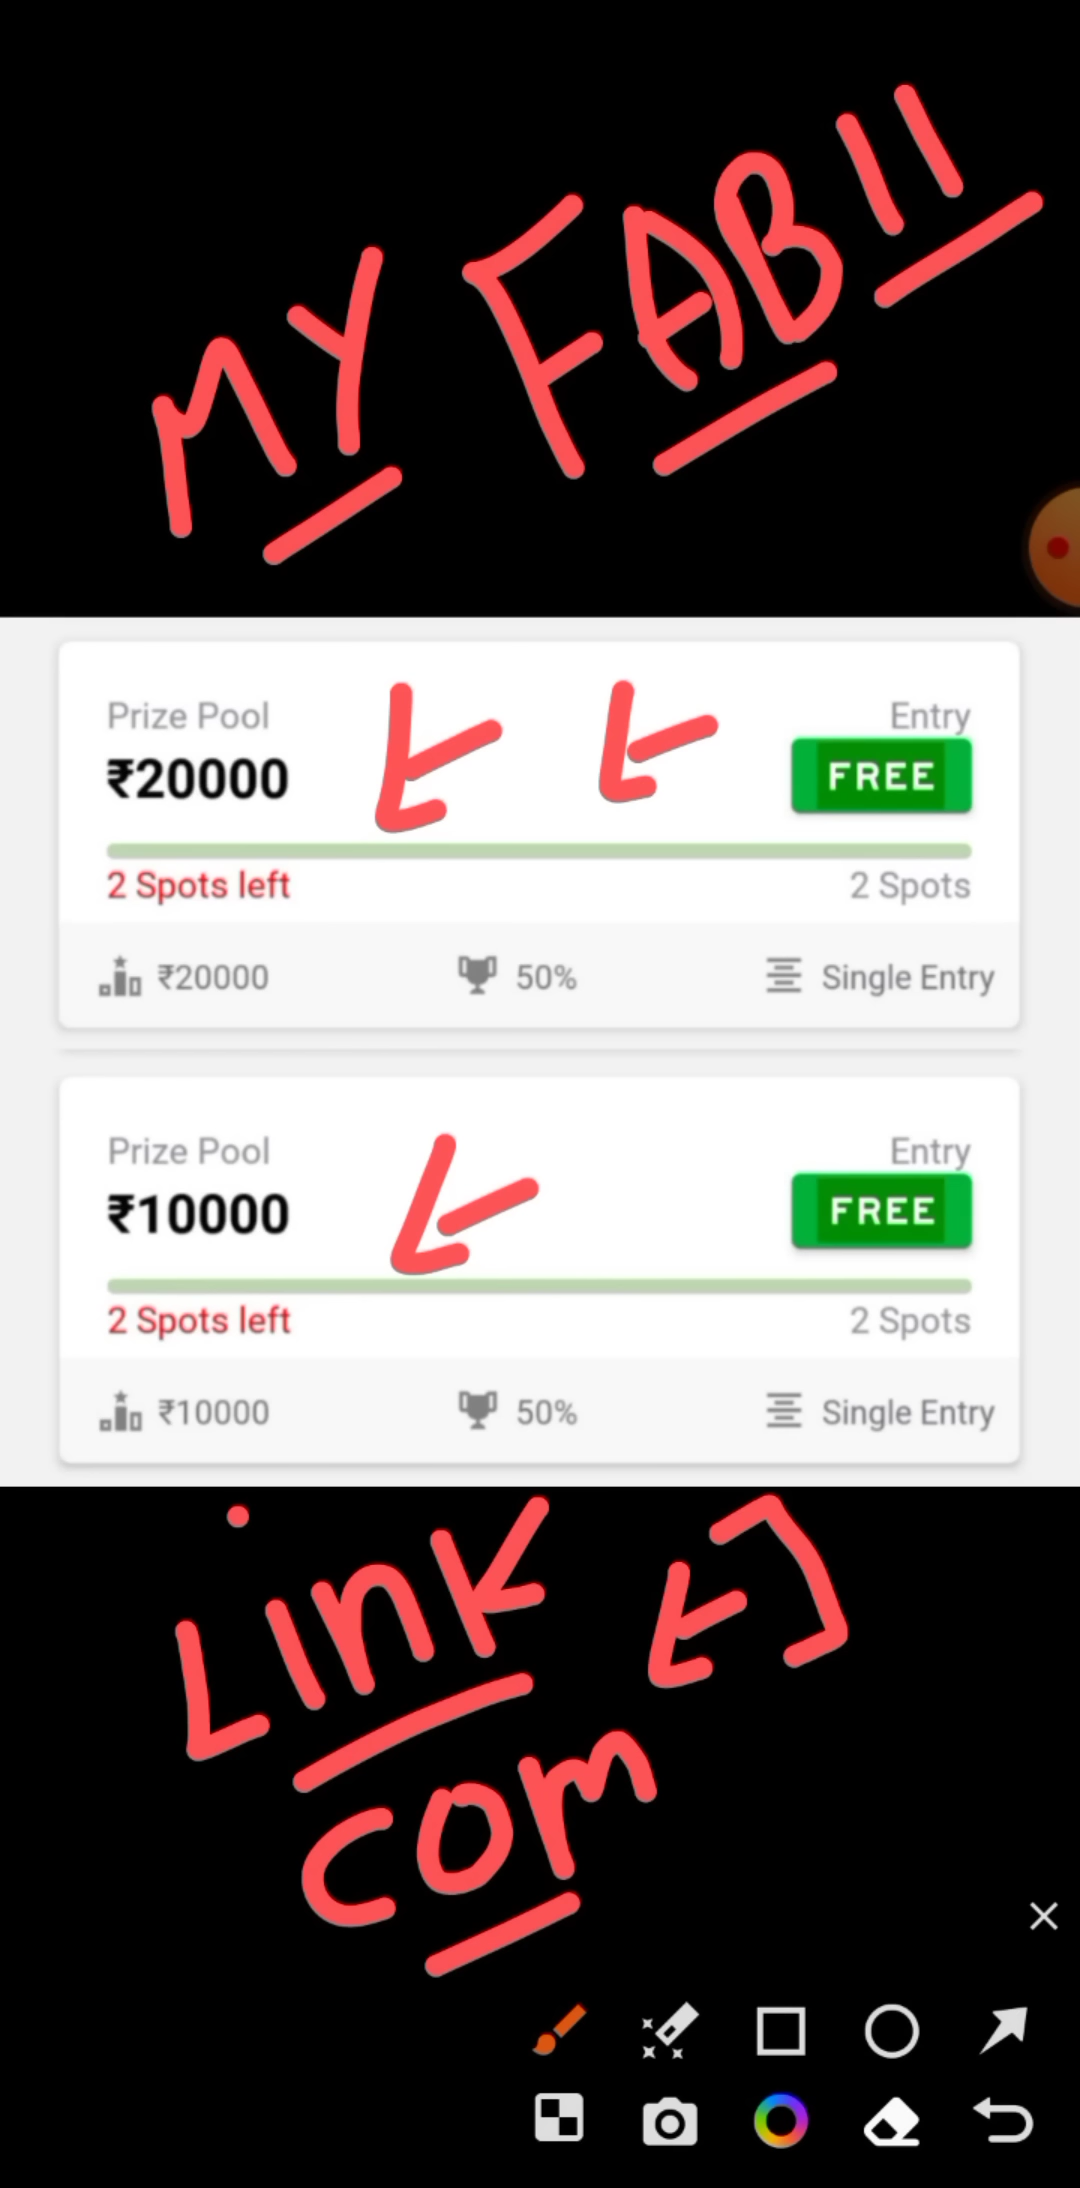 MY FAB11
Prize Pool Entry
₹20000 FREE
2 Spots left 2 Spots
₹20000 50% Single Entry
Prize Pool Entry
₹10000 FREE
2 Spots left 2 Spots
₹10000 50% Single Entry
Link
com